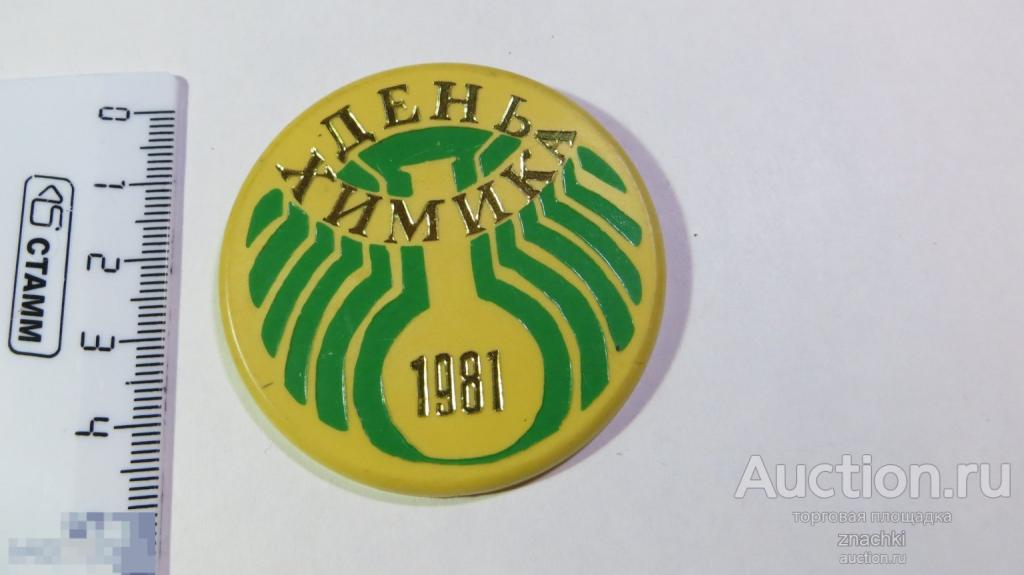 ДЕНЬ
ХИМИКА
1981
0
1
2
3
4
СТАММ
Auction.ru
торговая площадка
znachki
auction.ru